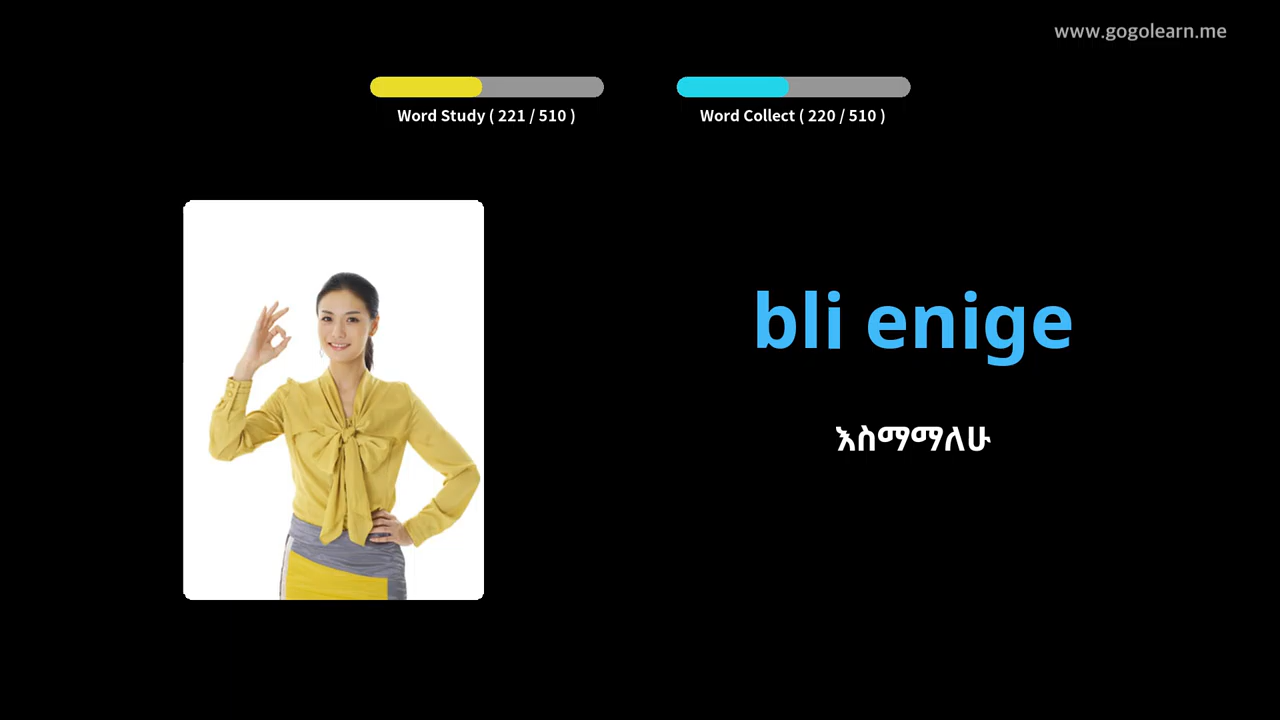 www.gogolearn.me
Word Study ( 221 / 510 )
Word Collect ( 220 / 510 )
bli enige
እስማማለሁ